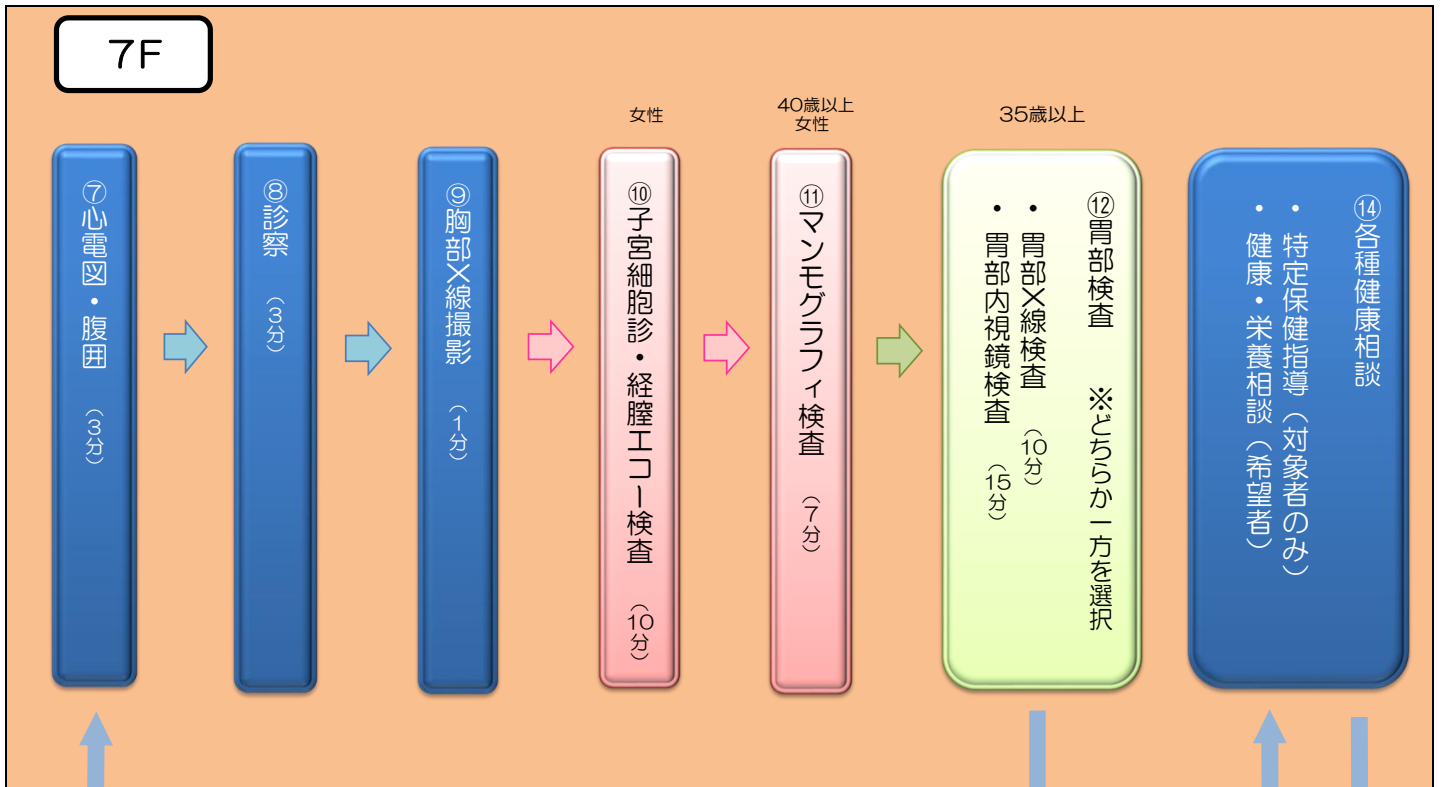 7F
⑦心電図・腹囲 （3分）
⑧診察 （3分）
⑨胸部X線撮影 （1分）
女性
⑩子宮細胞診・経膣エコー検査 （10分）
40歳以上
女性
⑪マンモグラフィ検査 （7分）
35歳以上
⑫胃部検査 ※どちらか一方を選択
・ 胃部X線検査 （10分）
・ 胃部内視鏡検査 （15分）
⑭各種健康相談
・ 特定保健指導（対象者のみ）
・ 健康・栄養相談（希望者）